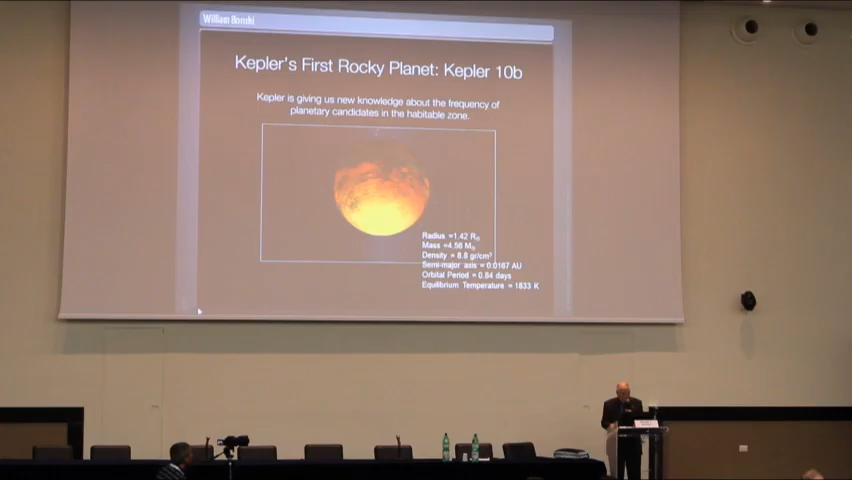 William Borski
Kepler's First Rocky Planet: Kepler 10b
Kepler is giving us new knowledge about the frequency of
planetary candidates in the habitable zone.
Radius =1.42 R⊕
Mass =4.56 M⊕
Density = 8.8 gr/cm³
Semi-major axis = 0.0167 AU
Orbital Period = 0.84 days
Equilibrium Temperature = 1833 K